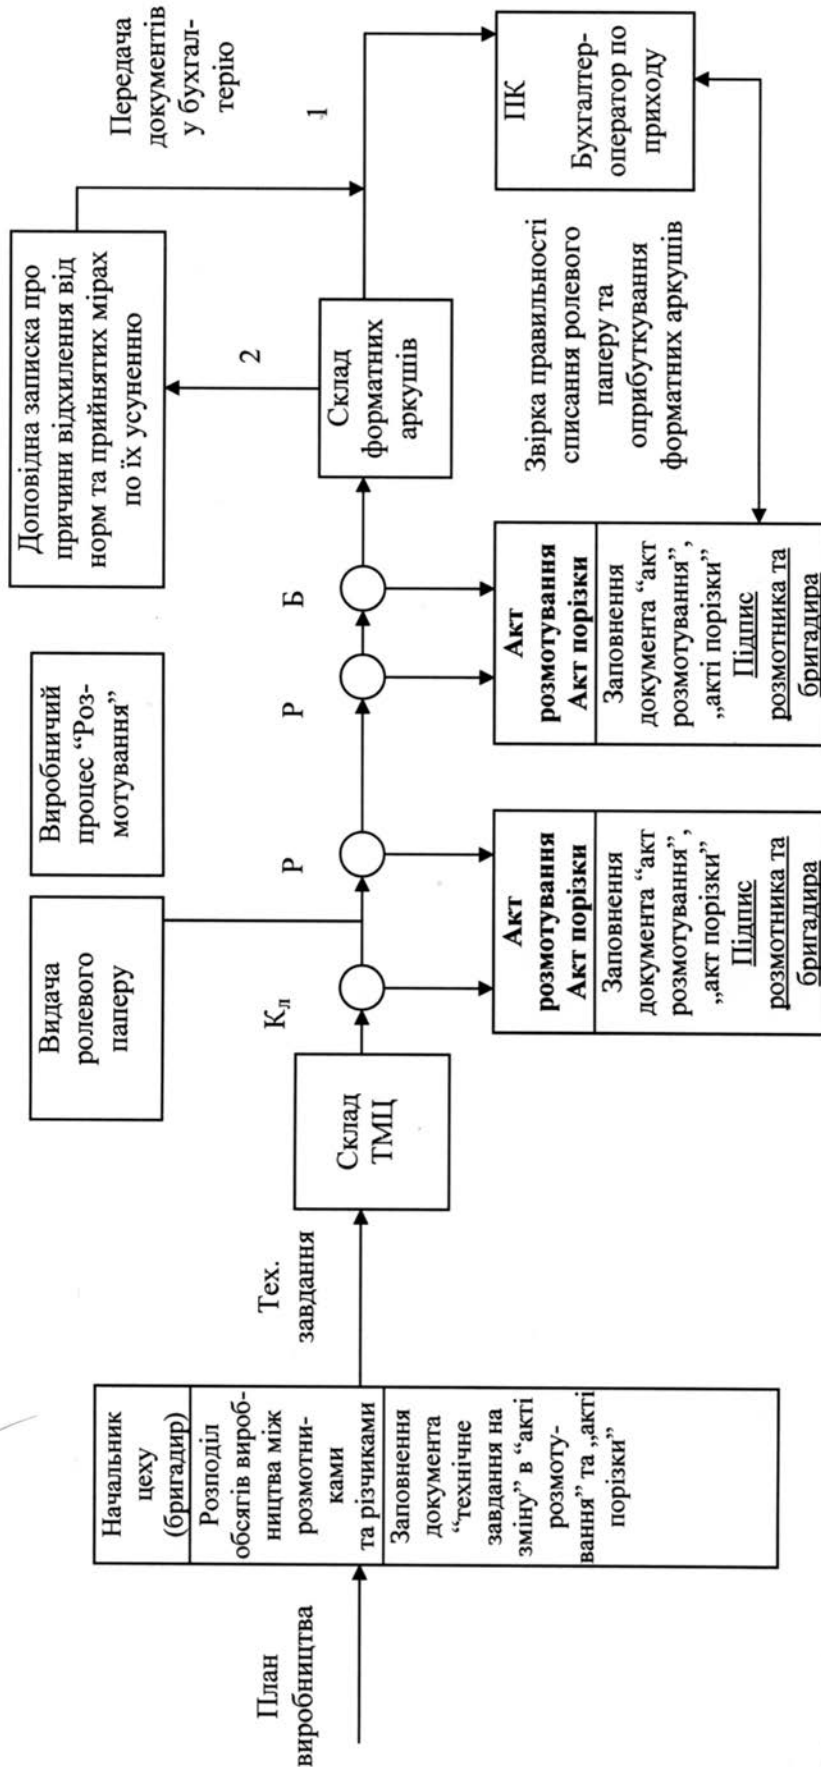 План
виробництва
Начальник
цеху
(бригадир)
Розподіл
обсягів вироб-
ництва між
розмотни-
ками
та різчиками
Заповнення
документа
“технічне
завдання на
зміну” в “акті
розмоту-
вання” та „акті
порізки”
Тех.
завдання
Склад
ТМЦ
Видача
ролевого
паперу
Виробничий
процес “Роз-
мотування”
Кл
Р
Р
Б
Акт
розмотування
Акт порізки
Заповнення
документа “акт
розмотування”,
„акт порізки”
Підпис
розмотника та
бригадира
Акт
розмотування
Акт порізки
Заповнення
документа “акт
розмотування”,
„акті порізки”
Підпис
розмотника та
бригадира
Склад
форматних
аркушів
2
Доповідна записка про
причини відхилення від
норм та прийнятих мірах
по їх усуненню
Передача
документів
у бухгал-
терію
1
Звірка правильності
списання ролевого
паперу та
оприбуткування
форматних аркушів
ПК
Бухгалтер-
оператор по
приходу